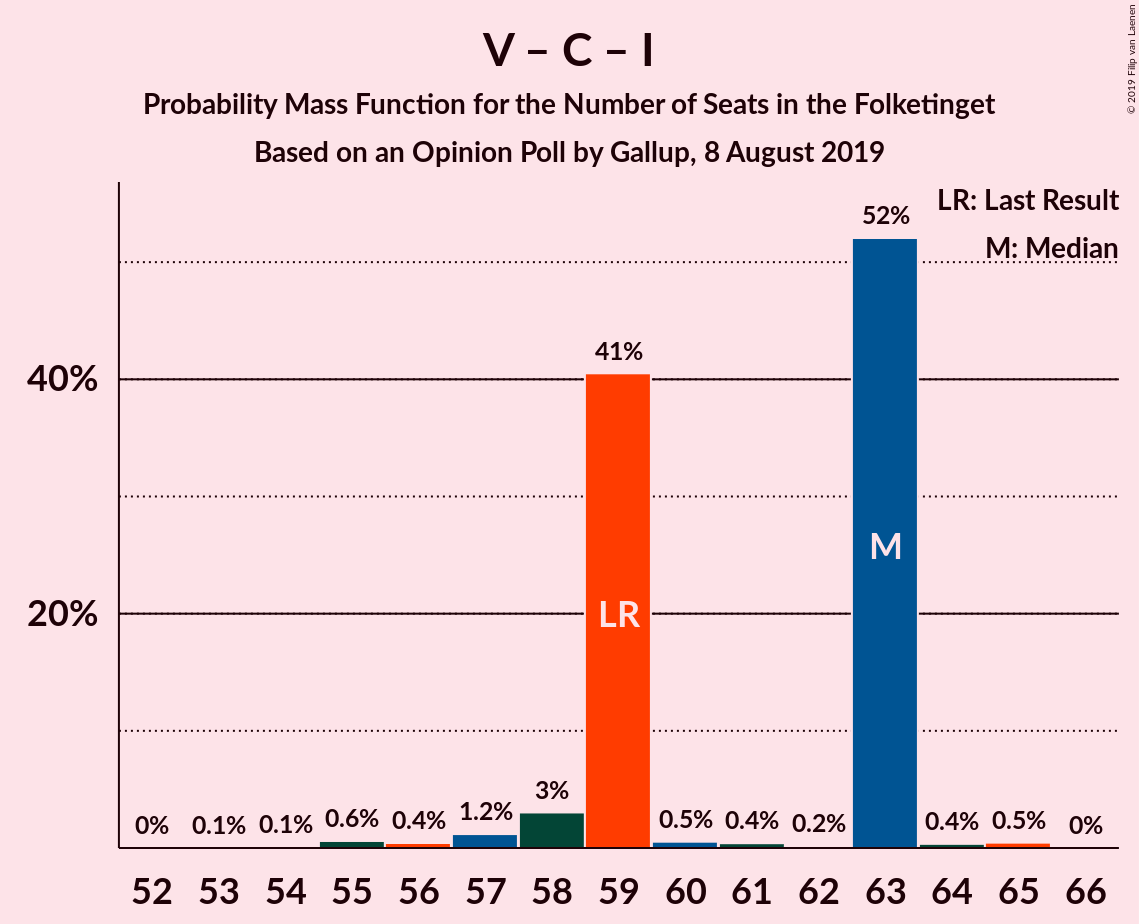 V – C – I
Probability Mass Function for the Number of Seats in the Folketinget
Based on an Opinion Poll by Gallup, 8 August 2019
© 2019 Filip van Laenen
LR: Last Result
M: Median
40%
20%
0%
0.1%
0.1%
0.6%
0.4%
1.2%
3%
41%
0.5%
0.4%
0.2%
52%
0.4%
0.5%
0%
LR
M
52 53 54 55 56 57 58 59 60 61 62 63 64 65 66